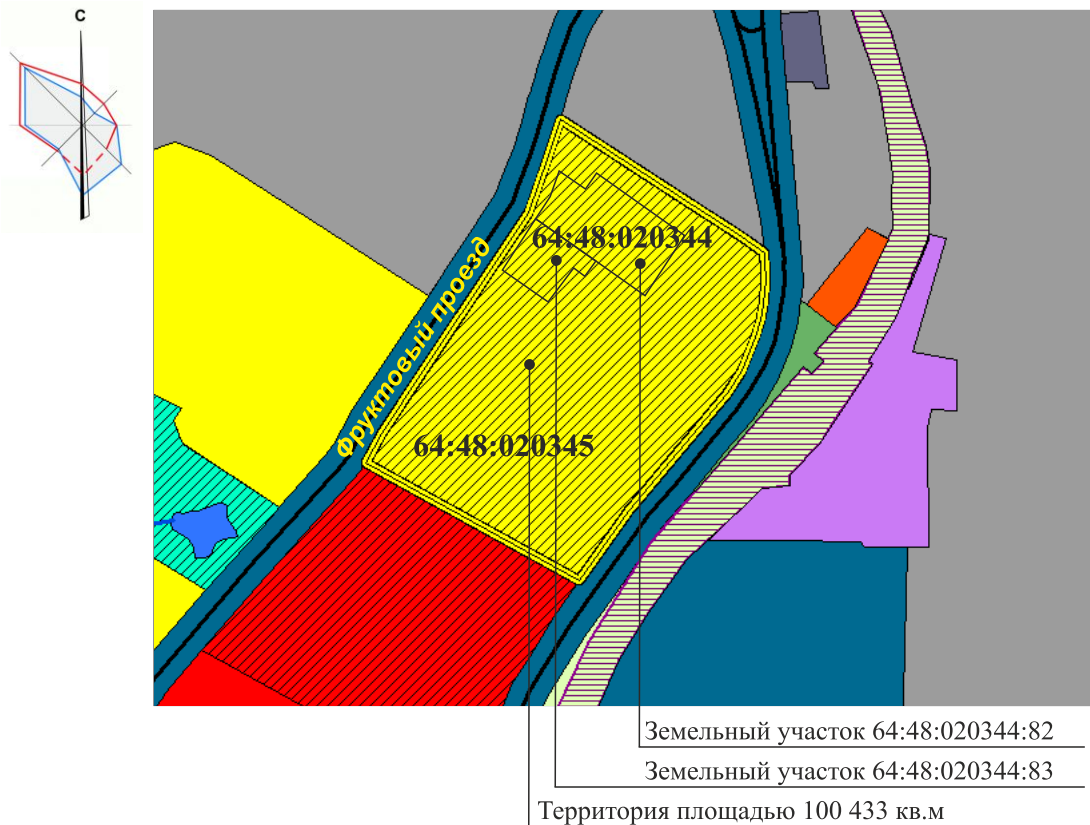 С
64:48:020344
Фруктовый проезд
64:48:020345
Земельный участок 64:48:020344:82
Земельный участок 64:48:020344:83
Территория площадью 100 433 кв.м